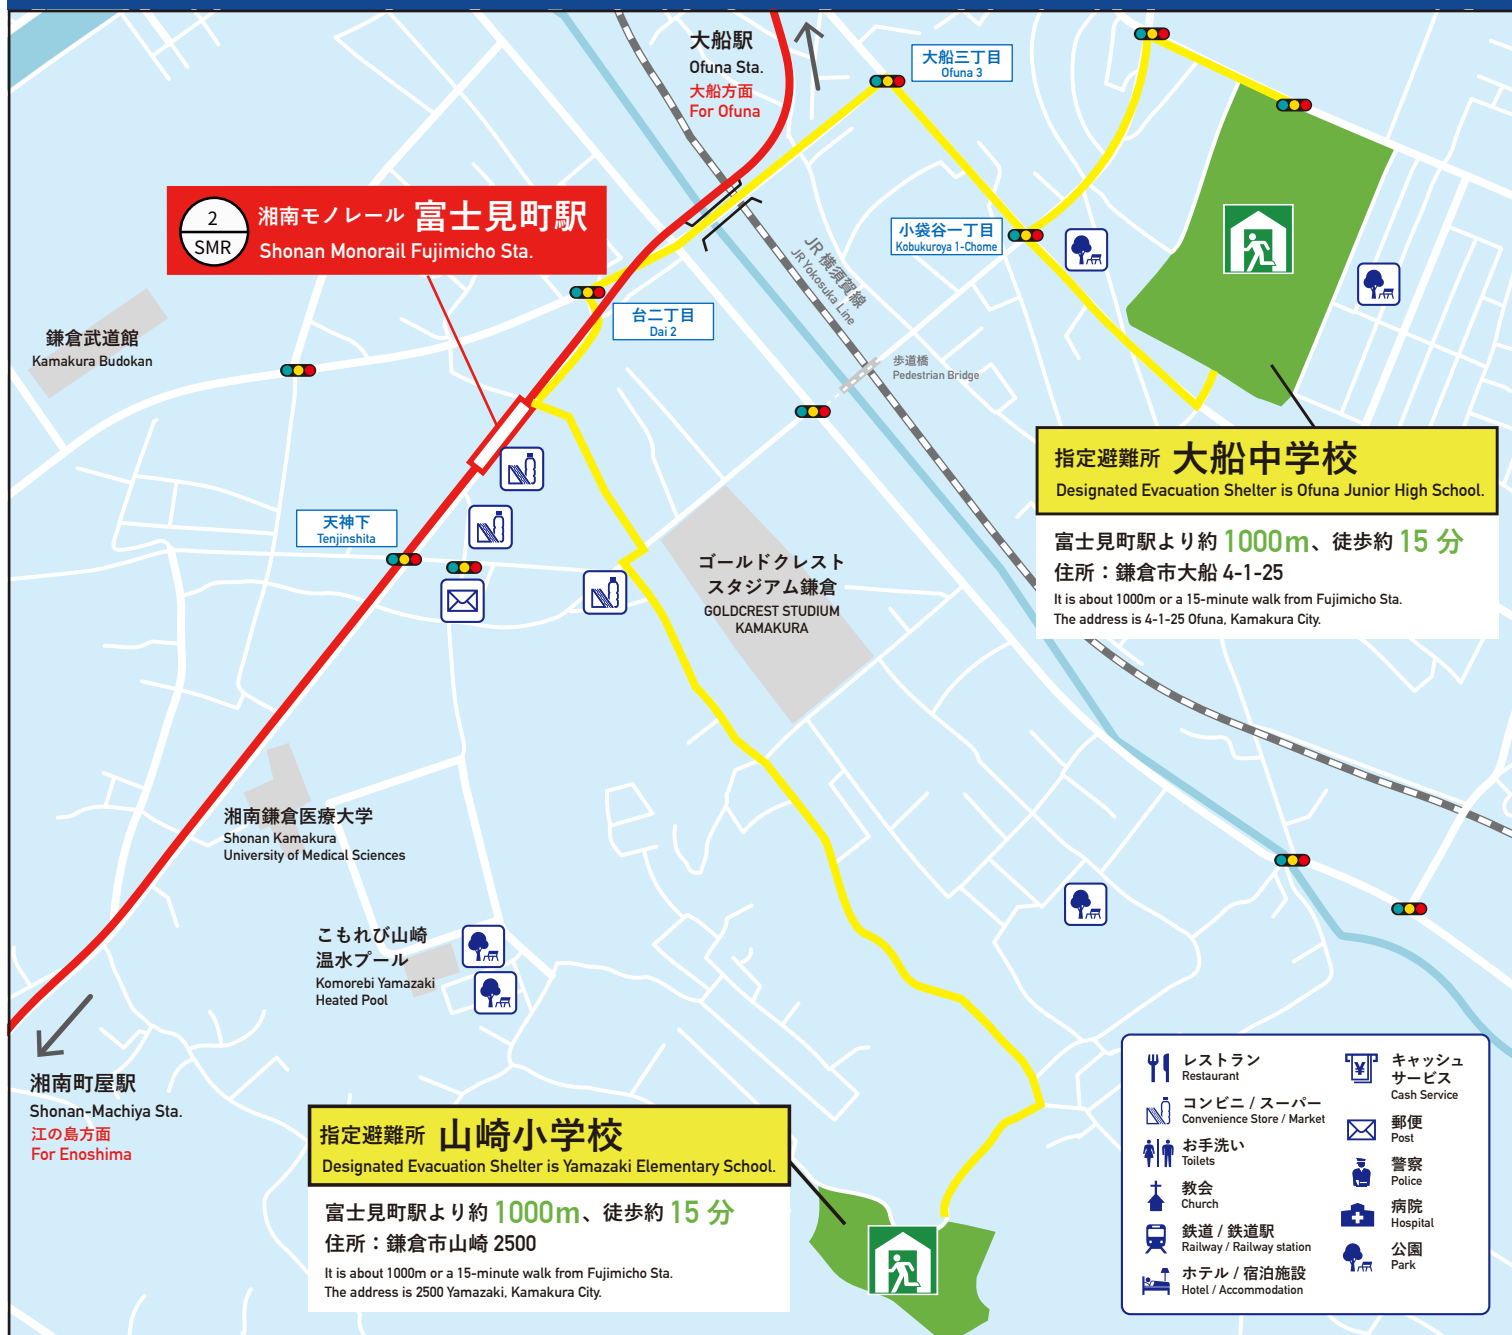 大船駅
Ofuna Sta.
大船方面
For Ofuna
大船三丁目
Ofuna 3
2
SMR
湘南モノレール 富士見町駅
Shonan Monorail Fujimicho Sta.
小袋谷一丁目
Kobukuroya 1-Chome
JR 横須賀線
JR Yokosuka Line
台二丁目
Dai 2
鎌倉武道館
Kamakura Budokan
歩道橋
Pedestrian Bridge
指定避難所 大船中学校
Designated Evacuation Shelter is Ofuna Junior High School.
富士見町駅より約 1000m、徒歩約 15 分
住所：鎌倉市大船 4-1-25
It is about 1000m or a 15-minute walk from Fujimicho Sta.
The address is 4-1-25 Ofuna, Kamakura City.
天神下
Tenjinshita
ゴールドクレスト
スタジアム鎌倉
GOLDCREST STUDIUM
KAMAKURA
湘南鎌倉医療大学
Shonan Kamakura
University of Medical Sciences
こもれび山崎
温水プール
Komorebi Yamazaki
Heated Pool
湘南町屋駅
Shonan-Machiya Sta.
江の島方面
For Enoshima
指定避難所 山崎小学校
Designated Evacuation Shelter is Yamazaki Elementary School.
富士見町駅より約 1000m、徒歩約 15 分
住所：鎌倉市山崎 2500
It is about 1000m or a 15-minute walk from Fujimicho Sta.
The address is 2500 Yamazaki, Kamakura City.
レストラン
Restaurant
コンビニ / スーパー
Convenience Store / Market
お手洗い
Toilets
教会
Church
鉄道 / 鉄道駅
Railway / Railway station
ホテル / 宿泊施設
Hotel / Accommodation
¥
キャッシュ
サービス
Cash Service
郵便
Post
警察
Police
病院
Hospital
公園
Park